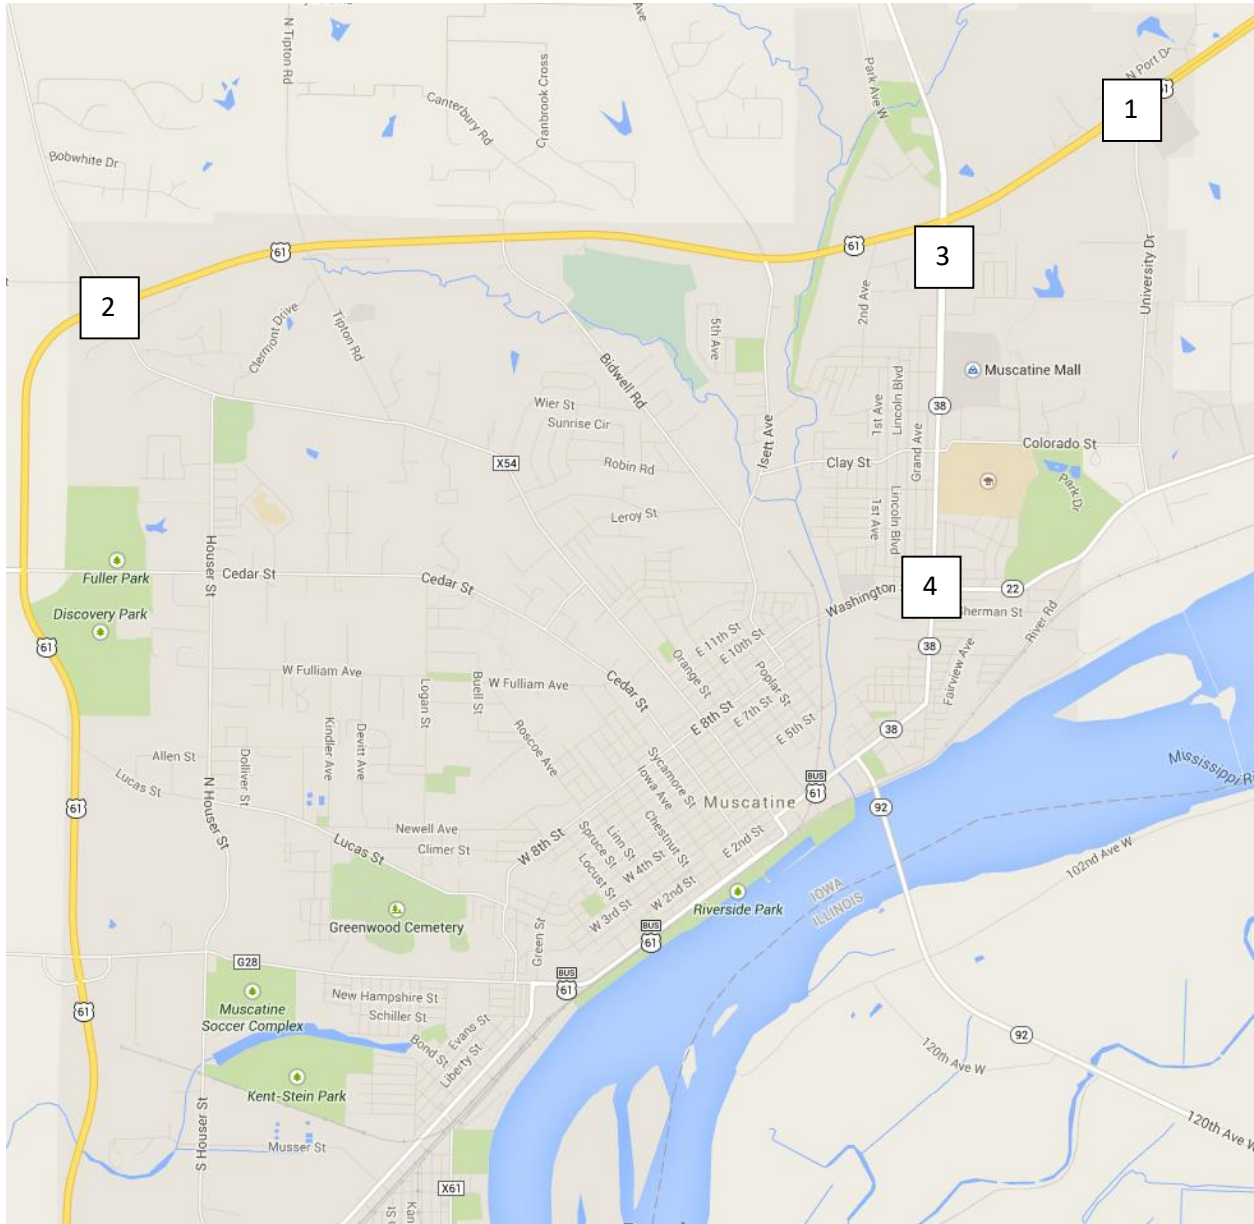 N Tipton Rd
Ave
Cranbrook Cross
Canterbury Rd
Park Ave W
N Port Dr
61
1
Bobwhite Dr
61
61
3
2
University Dr
Clermont Drive
Tipton Rd
5th Ave
2nd Ave
Bidwell Rd
Muscatine Mall
Wier St
Sunrise Cir
1st Ave
Lincoln Blvd
38
Grand Ave
Isett Ave
Colorado St
X54
Robin Rd
Clay St
Park Dr
Leroy St
1st Ave
Lincoln Blvd
Houser St
Fuller Park
Cedar St
Cedar St
4
22
Washington
Discovery Park
Sherman St
River Rd
61
E 11th St
E 10th St
38
Fairview Ave
W Fulliam Ave
W Fulliam Ave
Logan St
Buell St
Orange St
Poplar St
Cedar St
E 8th St
E 7th St
E 5th St
Kindler Ave
Devitt Ave
Roscoe Ave
38
Allen St
Dolliver St
Lucas St
Sycamore St
Iowa Ave
BUS
61
Mississippi Ri
Muscatine
61
92
N Houser St
Newell Ave
Climer St
Lucas St
W 8th St
Spruce St
Linn St
Locust St
W 4th St
Chestnut St
E 2nd St
W 3rd St
W 2nd St
102nd Ave W
IOWA
ILLINOIS
Riverside Park
Greenwood Cemetery
Green St
BUS
61
G28
BUS
61
New Hampshire St
Schiller St
Muscatine
Soccer Complex
61
Evans St
Bond St
Liberty St
92
120th Ave W
Kent-Stein Park
S Houser St
Musser St
120th Ave W
X61